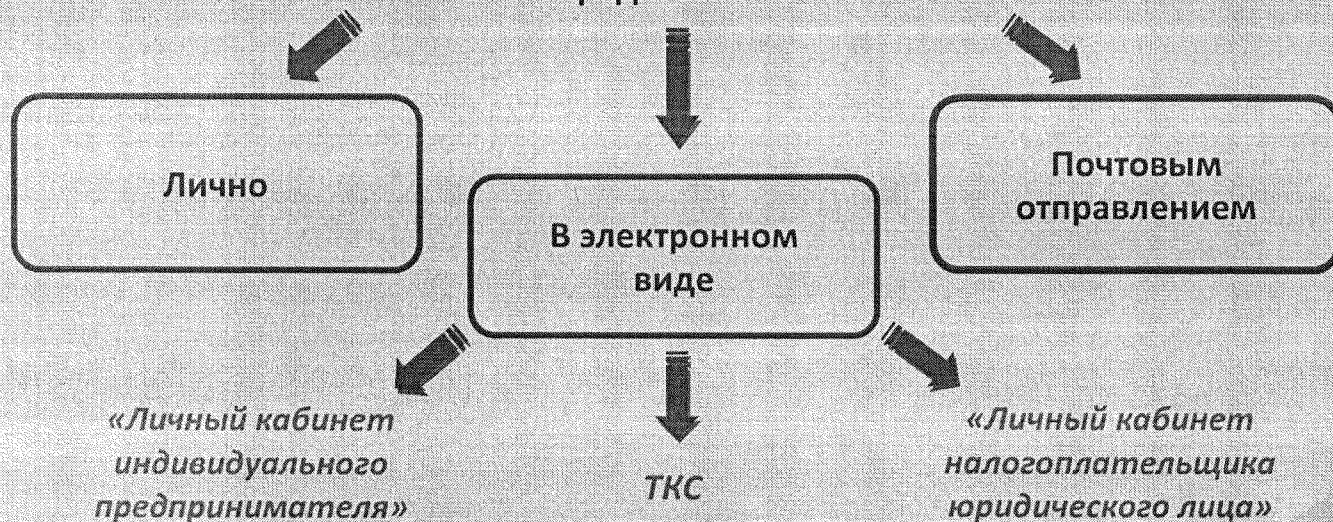 Лично
В электронном
виде
Почтовым
отправлением
«Личный кабинет
индивидуального
предпринимателя»
ТКС
«Личный кабинет
налогоплательщика
юридического лица»